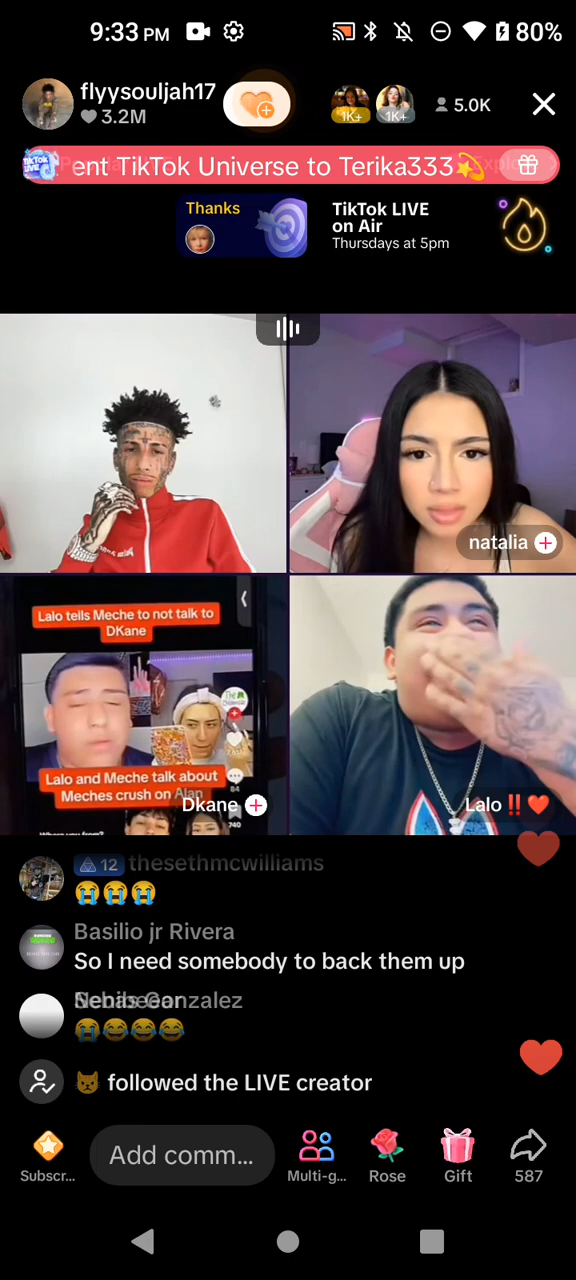 9:33 PM
80%
flyysouljah17
3.2M
1K+
1K+
5.0K
ent TikTok Universe to Terika333
Thanks
TikTok LIVE
on Air
Thursdays at 5pm
natalia
Lalo tells Meche to not talk to
DKane
Lalo and Meche talk about
Meches crush on Alan
84
740
Dkane
Lalo‼️❤️
12 thesethmcwilliams
😭😭😭
Basilio jr Rivera
So I need somebody to back them up
😭😂😂😂
😼 followed the LIVE creator
Add comm...
Subscr...
Multi-g...
Rose
Gift
587